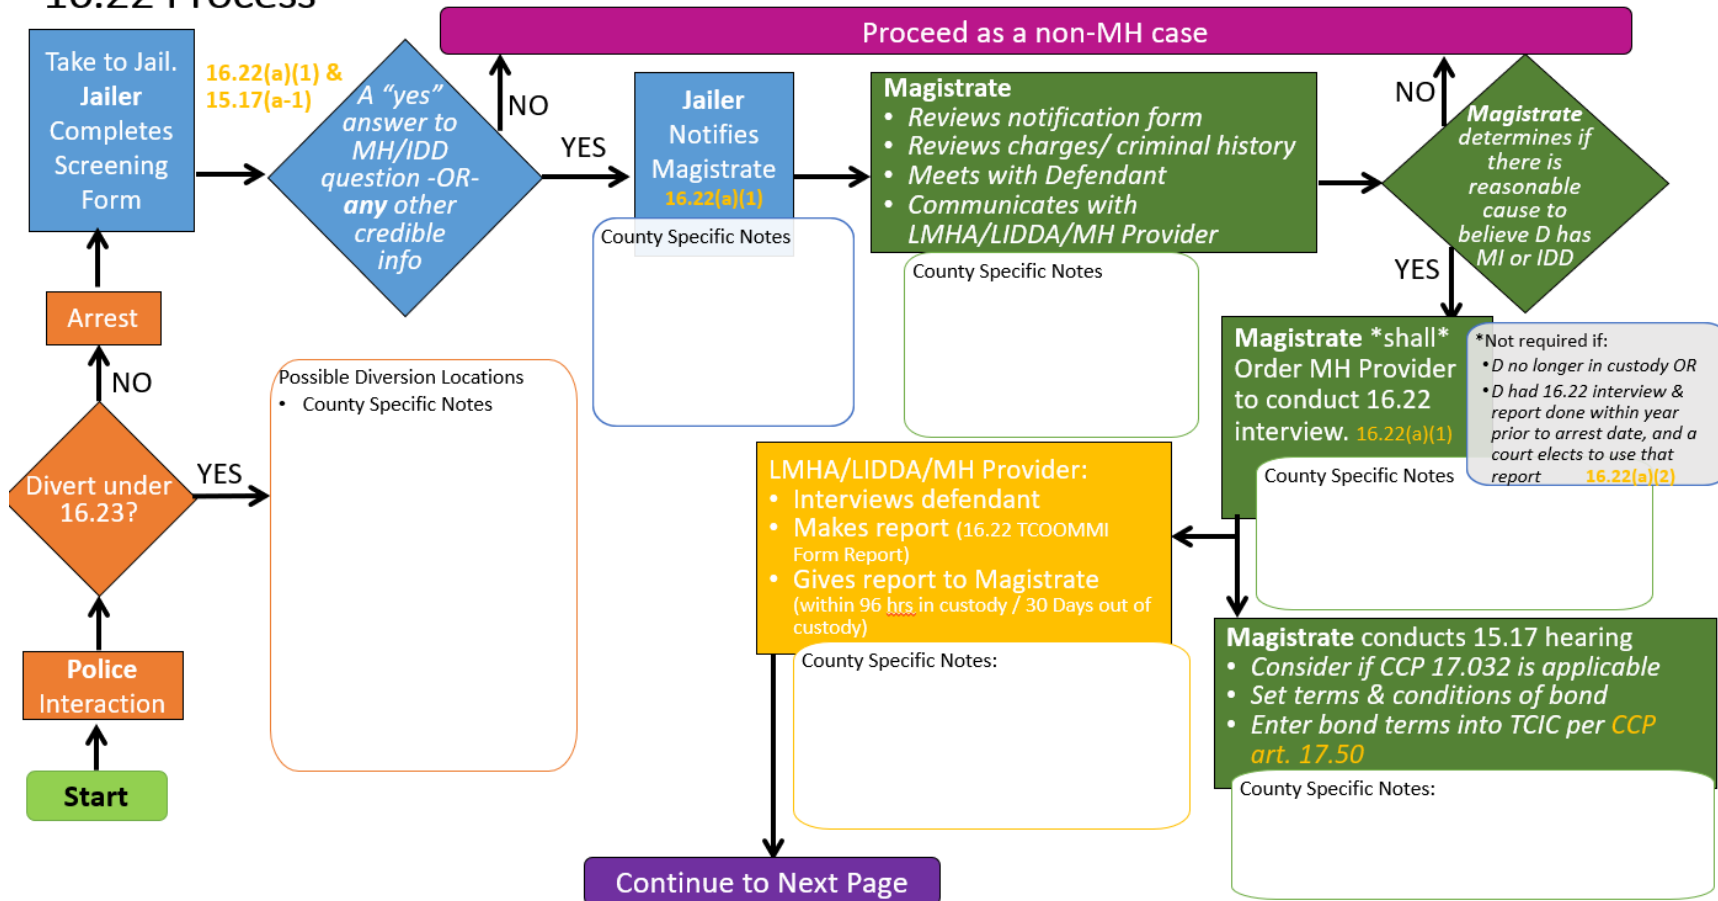 16.22 Process
Proceed as a non-MH case
Take to Jail.
Jailer
Completes
Screening
Form
16.22(a)(1) &
15.17(a-1)
A “yes”
answer to
MH/IDD
question -OR-
any other
credible
info
NO
YES
Jailer
Notifies
Magistrate
16.22(a)(1)
County Specific Notes
Magistrate
• Reviews notification form
• Reviews charges/ criminal history
• Meets with Defendant
• Communicates with
LMHA/LIDDA/MH Provider
County Specific Notes
NO
Magistrate
determines if
there is
reasonable
cause to
believe D has
MI or IDD
YES
Magistrate *shall*
Order MH Provider
to conduct 16.22
interview. 16.22(a)(1)
*Not required if:
• D no longer in custody OR
• D had 16.22 interview &
report done within year
prior to arrest date, and a
court elects to use that
report 16.22(a)(2)
County Specific Notes
Arrest
NO
Divert under
16.23?
YES
Possible Diversion Locations
• County Specific Notes
Police
Interaction
Start
LMHA/LIDDA/MH Provider:
• Interviews defendant
• Makes report (16.22 TCOOMMI
Form Report)
• Gives report to Magistrate
(within 96 hrs in custody / 30 Days out of
custody)
County Specific Notes:
Magistrate conducts 15.17 hearing
• Consider if CCP 17.032 is applicable
• Set terms & conditions of bond
• Enter bond terms into TCIC per CCP
art. 17.50
County Specific Notes:
Continue to Next Page